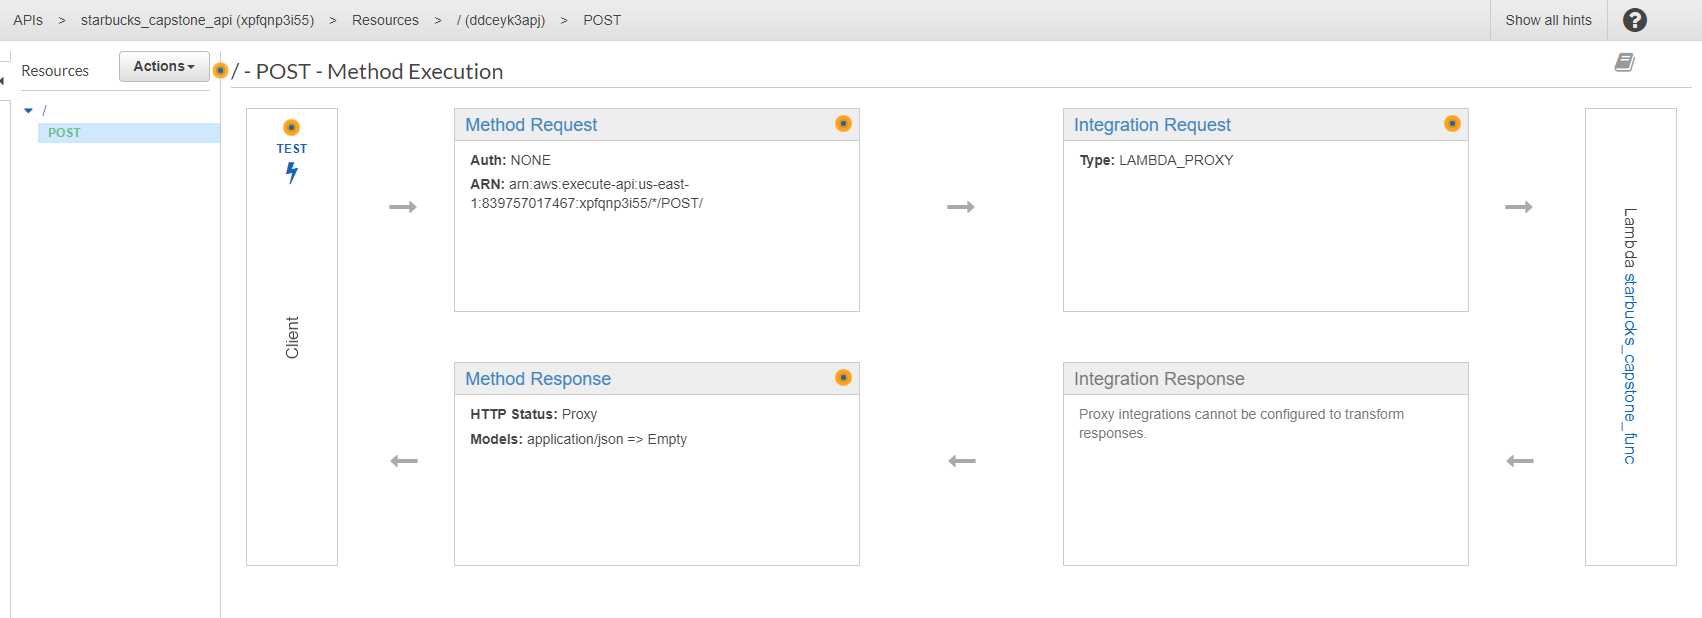 APIs > starbucks_capstone_api (xpfqnp3i55) > Resources > / (ddceyk3apj) > POST
Show all hints
?
Resources
Actions
/ - POST - Method Execution
/
POST
TEST
Client
Method Request
Auth: NONE
ARN: arn:aws:execute-api:us-east-
1:839757017467:xpfqnp3i55/*/POST/
Integration Request
Type: LAMBDA_PROXY
Lambda starbucks_capstone_func
Method Response
HTTP Status: Proxy
Models: application/json => Empty
Integration Response
Proxy integrations cannot be configured to transform
responses.